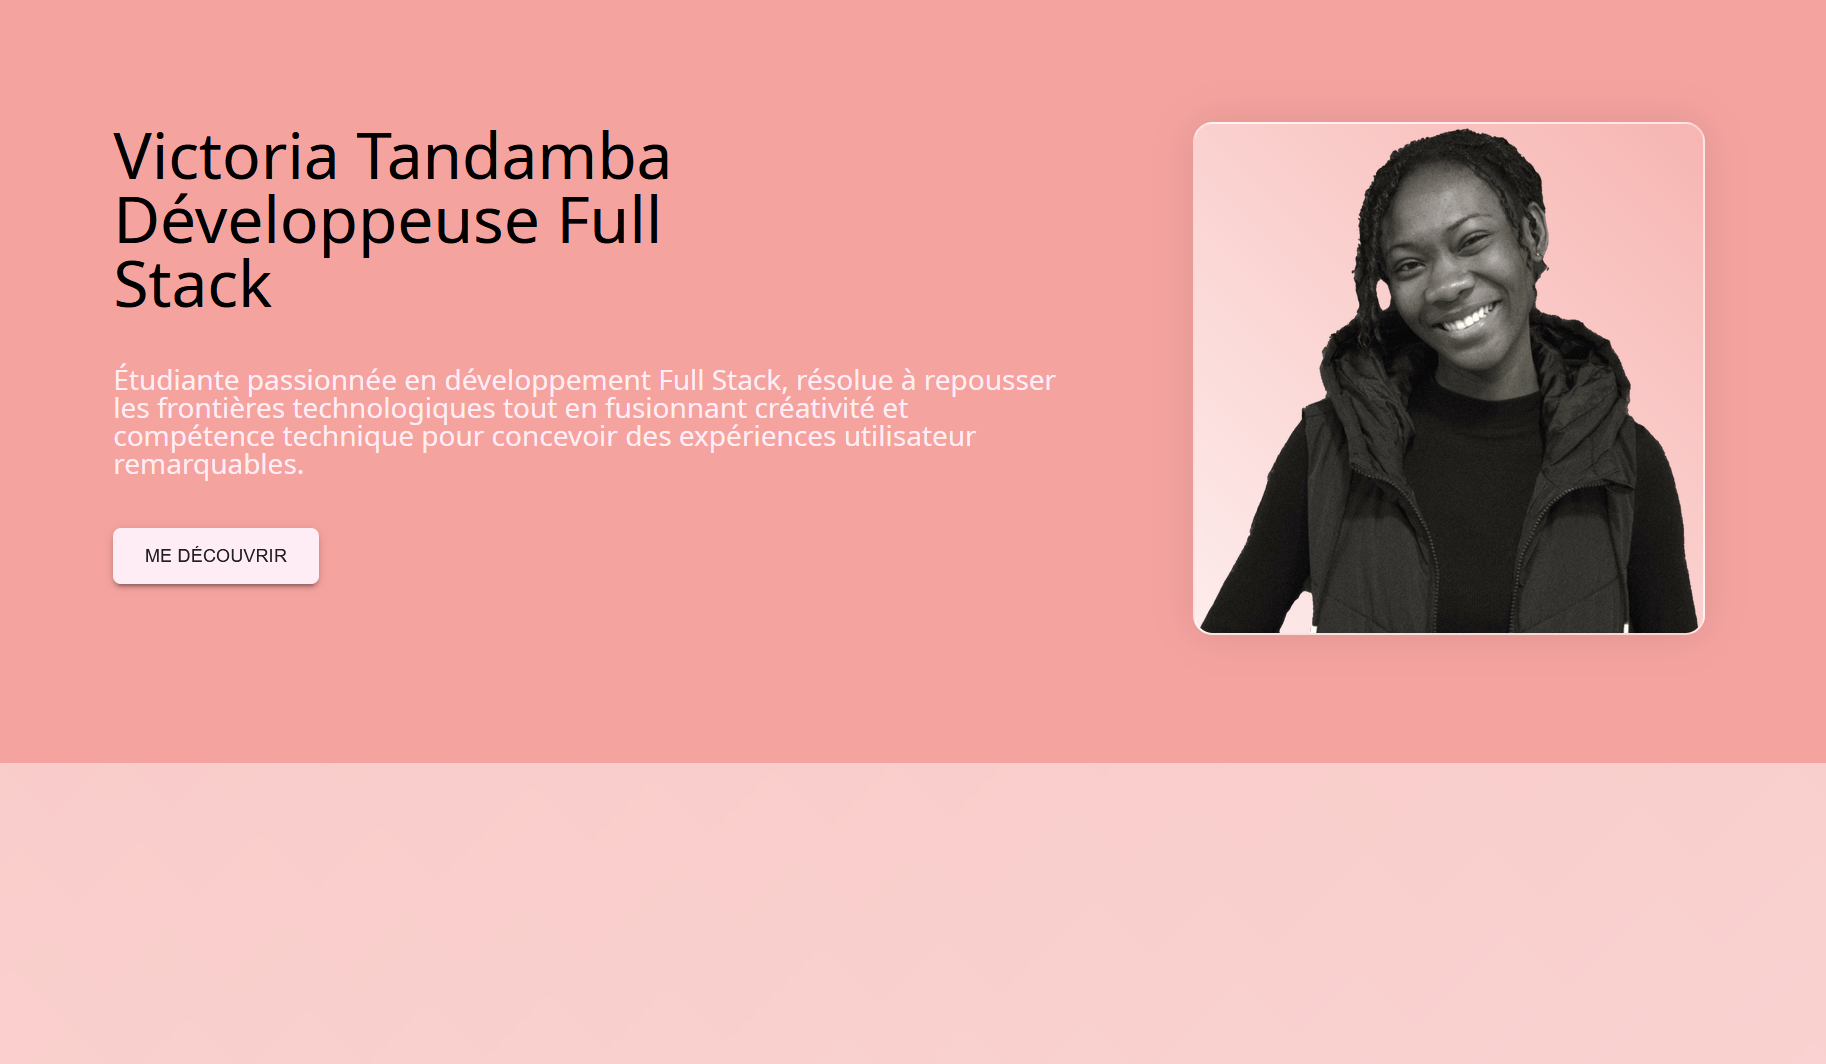 Victoria Tandamba
Développeuse Full
Stack
Étudiante passionnée en développement Full Stack, résolue à repousser
les frontières technologiques tout en fusionnant créativité et
compétence technique pour concevoir des expériences utilisateur
remarquables.
ME DÉCOUVRIR